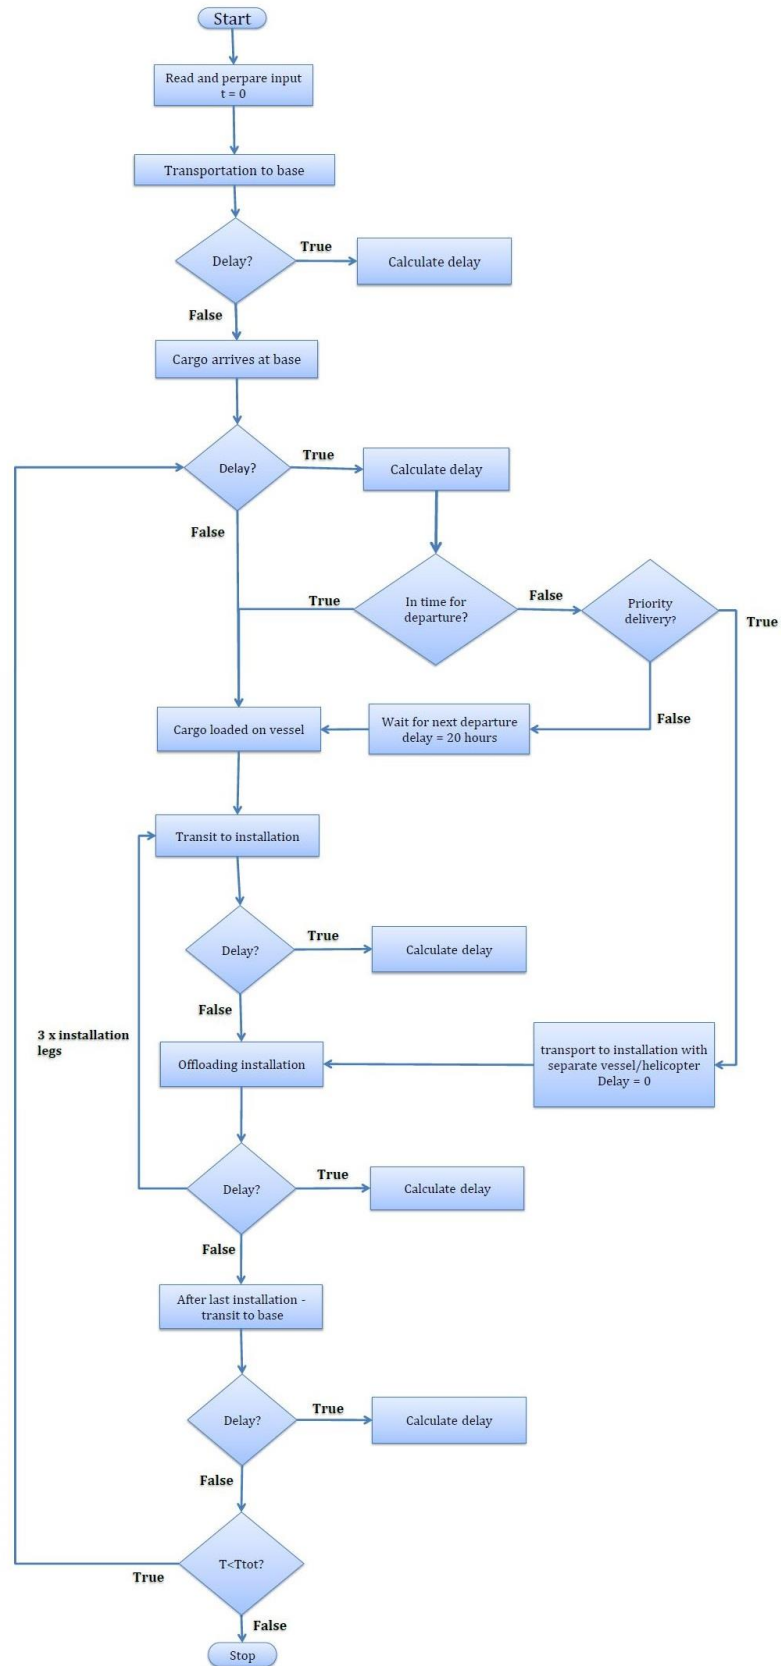 Start
Read and perpare input
t = 0
Transportation to base
Delay?
True
Calculate delay
False
Cargo arrives at base
Delay?
True
Calculate delay
False
In time for
departure?
True
False
Priority
delivery?
True
False
Cargo loaded on vessel
Wait for next departure
delay = 20 hours
Transit to installation
Delay?
True
Calculate delay
False
3 x installation
legs
Offloading installation
transport to installation with
separate vessel/helicopter
Delay = 0
Delay?
True
Calculate delay
False
After last installation -
transit to base
Delay?
True
Calculate delay
False
T<Ttot?
True
False
Stop